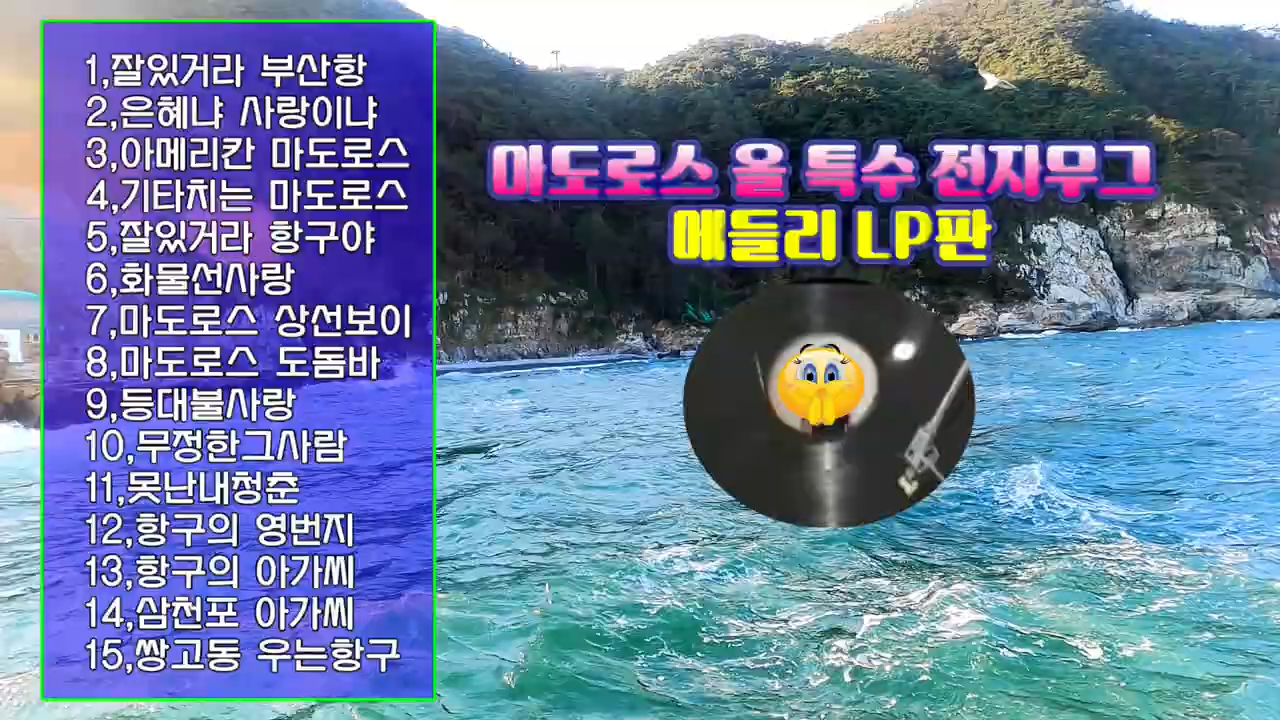 1,잘있거라 부산항
2,은혜냐 사랑이냐
3,아메리칸 마도로스
4,기타치는 마도로스
5,잘있거라 항구야
6,화물선사랑
7,마도로스 상선보이
8,마도로스 도돔바
9,등대불사랑
10,무정한그사람
11,못난내청춘
12,항구의 영번지
13,항구의 아가씨
14,삼천포 아가씨
15,쌍고동 우는항구
마도로스 올 특수 전자무그
메들리 LP판